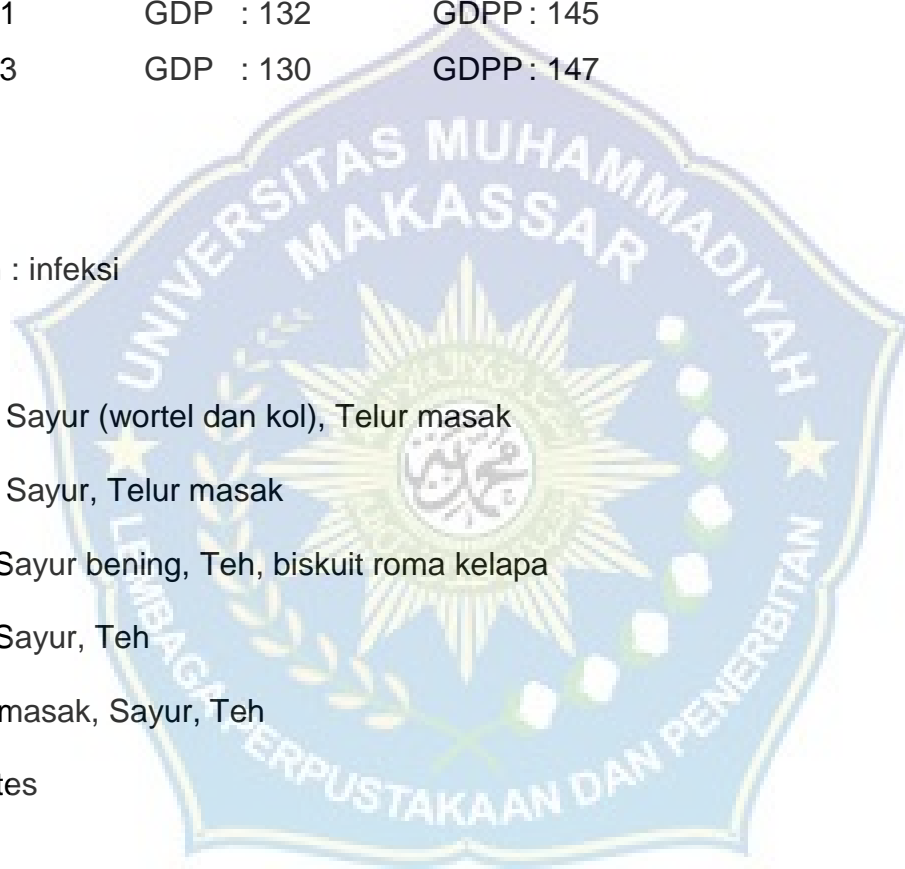 1 GDP : 132 GDPP : 145
3 GDP : 130 GDPP : 147
: infeksi
Sayur (wortel dan kol), Telur masak
Sayur, Telur masak
Sayur bening, Teh, biskuit roma kelapa
Sayur, Teh
masak, Sayur, Teh
tes
UNIVERSITAS MUHAMMADIYAH
MAKASSAR
LEMBAGA PERPUSTAKAAN DAN PENERBITAN